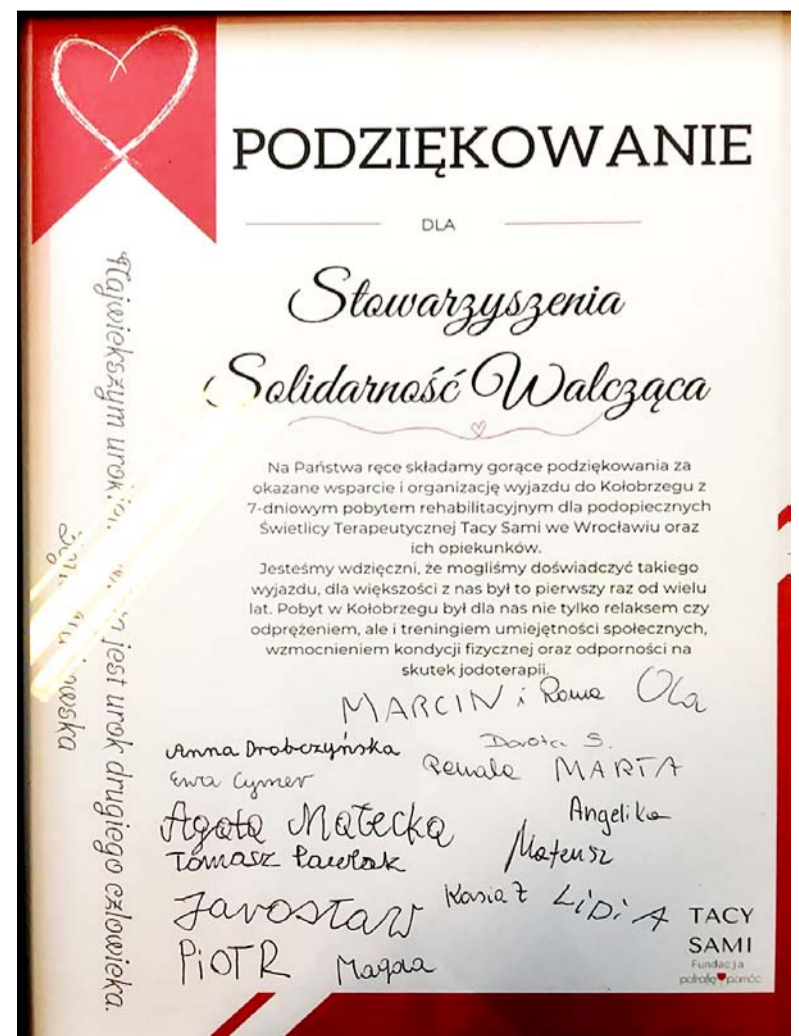 PODZIĘKOWANIE
DLA
Stowarzyszenia
Solidarność Walcząca
Na Państwa ręce składamy gorące podziękowania za
okazane wsparcie i organizację wyjazdu do Kołobrzegu z
7-dniowym pobytem rehabilitacyjnym dla podopiecznych
Świetlicy Terapeutycznej Tacy Sami we Wrocławiu oraz
ich opiekunków.
Jesteśmy wdzięczni, że mogliśmy doświadczyć takiego
wyjazdu, dla większości z nas był to pierwszy raz od wielu
lat. Pobyt w Kołobrzegu był dla nas nie tylko relaksem czy
odprężeniem, ale i treningiem umiejętności społecznych,
wzmocnieniem kondycji fizycznej oraz odporności na
skutek jodoterapii.
MARCIN i Roma Ola
Anna Drobczyńska Dorota S.
Ewa Cymer Renata MARTA
Agata Małecka Angelika
Tomasz Pawlak Mateusz
Jarosław Kasia Ż LIDIA
PIOTR Magda
TACY
SAMI
Fundacja
potrafię pomóc
Największym jest urok drugiego człowieka.